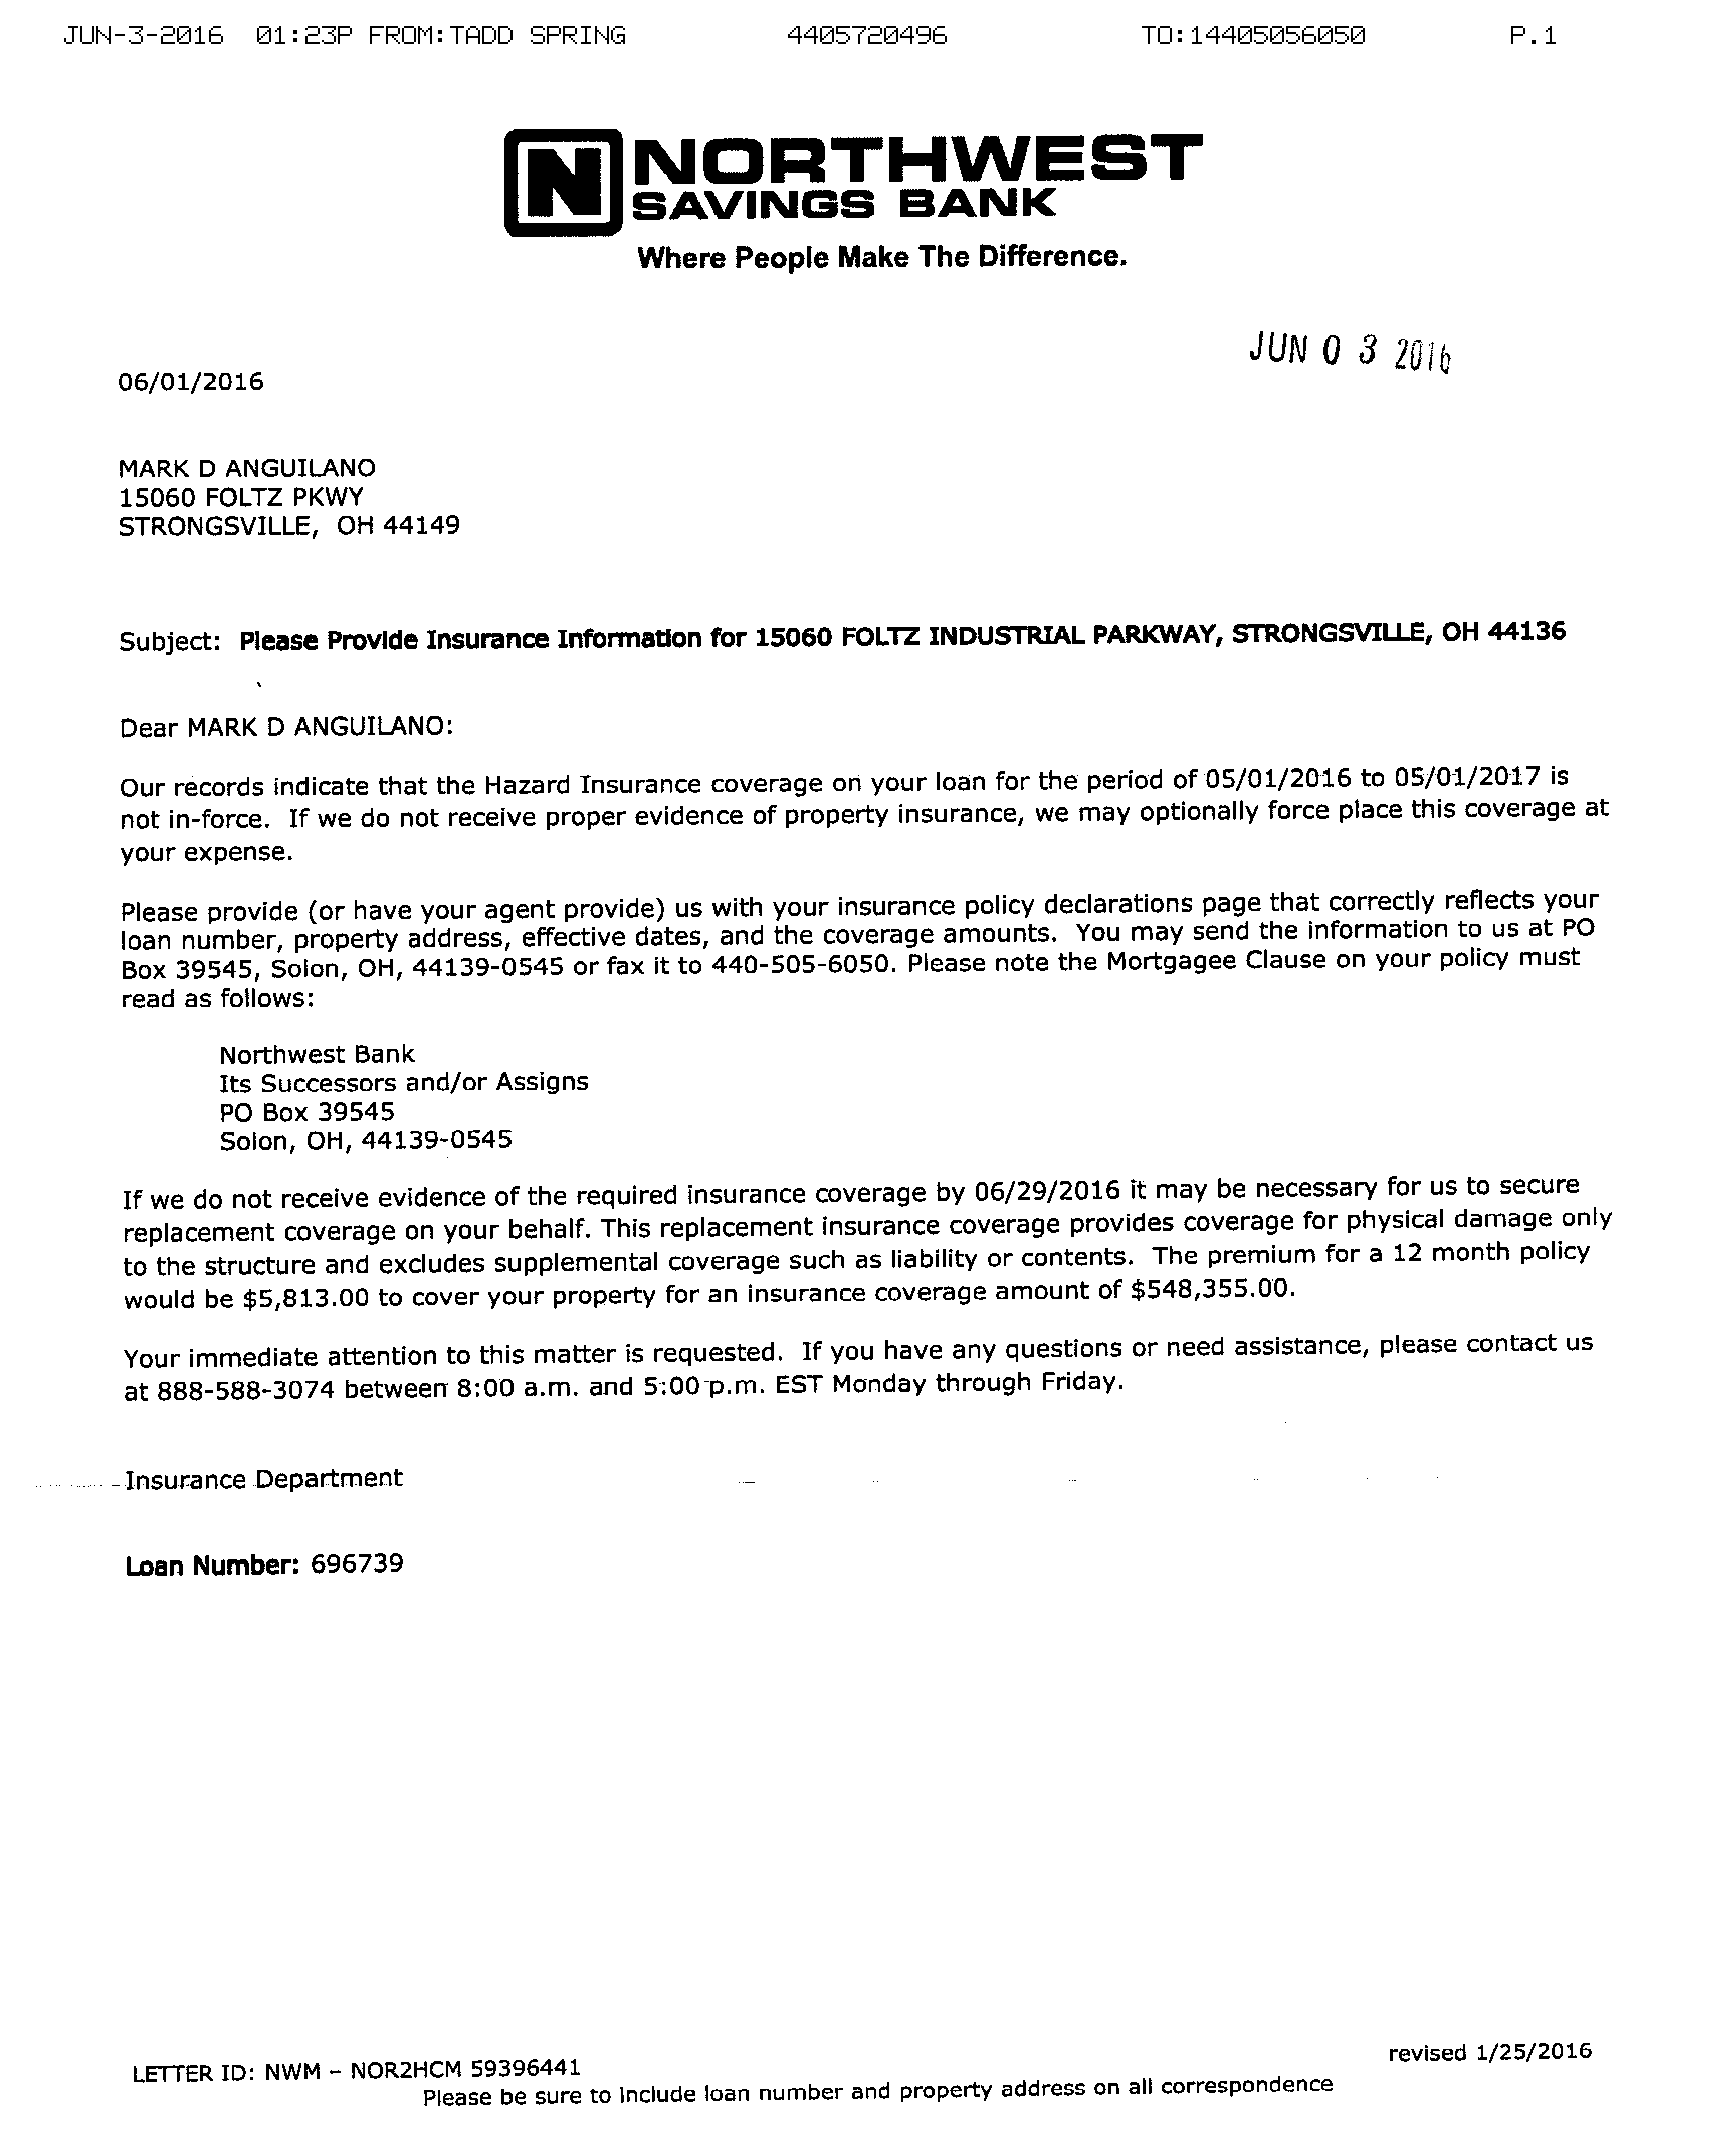 JUN-3-2016 01:23P FROM:TADD SPRING 4405720496 TO:14405056050 P.1
N NORTHWEST
SAVINGS BANK
Where People Make The Difference.
JUN 0 3 2016
06/01/2016
MARK D ANGUILANO
15060 FOLTZ PKWY
STRONGSVILLE, OH 44149
Subject: Please Provide Insurance Information for 15060 FOLTZ INDUSTRIAL PARKWAY, STRONGSVILLE, OH 44136
Dear MARK D ANGUILANO:
Our records indicate that the Hazard Insurance coverage on your loan for the period of 05/01/2016 to 05/01/2017 is
not in-force. If we do not receive proper evidence of property insurance, we may optionally force place this coverage at
your expense.
Please provide (or have your agent provide) us with your insurance policy declarations page that correctly reflects your
loan number, property address, effective dates, and the coverage amounts. You may send the information to us at PO
Box 39545, Solon, OH, 44139-0545 or fax it to 440-505-6050. Please note the Mortgagee Clause on your policy must
read as follows:
Northwest Bank
Its Successors and/or Assigns
PO Box 39545
Solon, OH, 44139-0545
If we do not receive evidence of the required insurance coverage by 06/29/2016 it may be necessary for us to secure
replacement coverage on your behalf. This replacement insurance coverage provides coverage for physical damage only
to the structure and excludes supplemental coverage such as liability or contents. The premium for a 12 month policy
would be $5,813.00 to cover your property for an insurance coverage amount of $548,355.00.
Your immediate attention to this matter is requested. If you have any questions or need assistance, please contact us
at 888-588-3074 between 8:00 a.m. and 5:00 p.m. EST Monday through Friday.
Insurance Department
Loan Number: 696739
revised 1/25/2016
LETTER ID: NWM - NOR2HCM 59396441
Please be sure to include loan number and property address on all correspondence